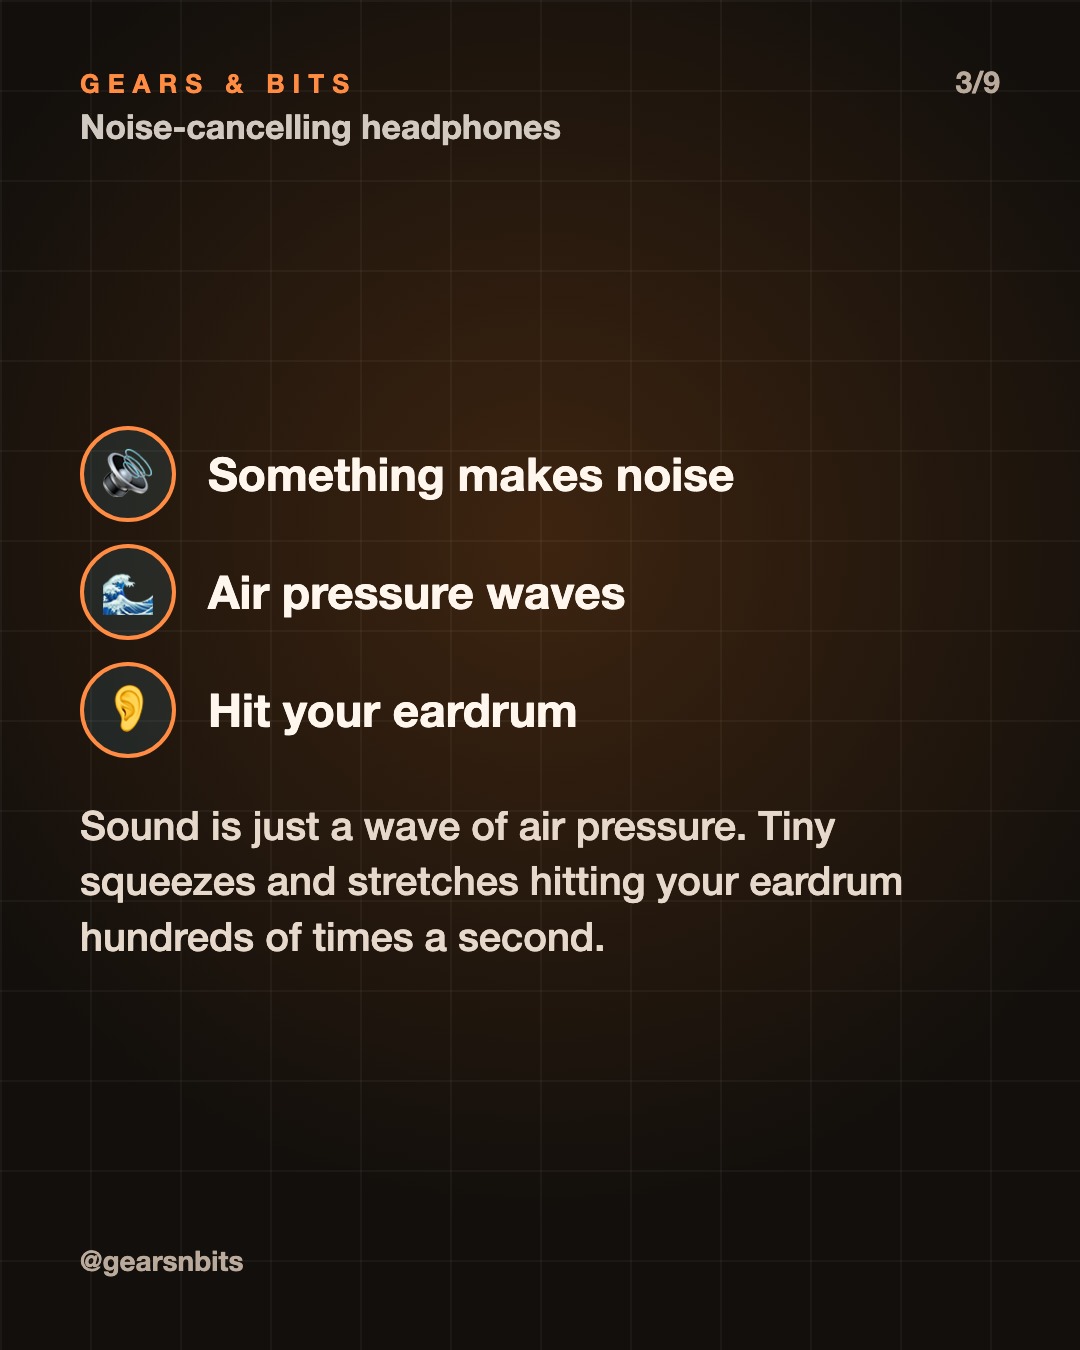 GEARS & BITS
3/9
Noise-cancelling headphones
Something makes noise
Air pressure waves
Hit your eardrum
Sound is just a wave of air pressure. Tiny
squeezes and stretches hitting your eardrum
hundreds of times a second.
@gearsnbits